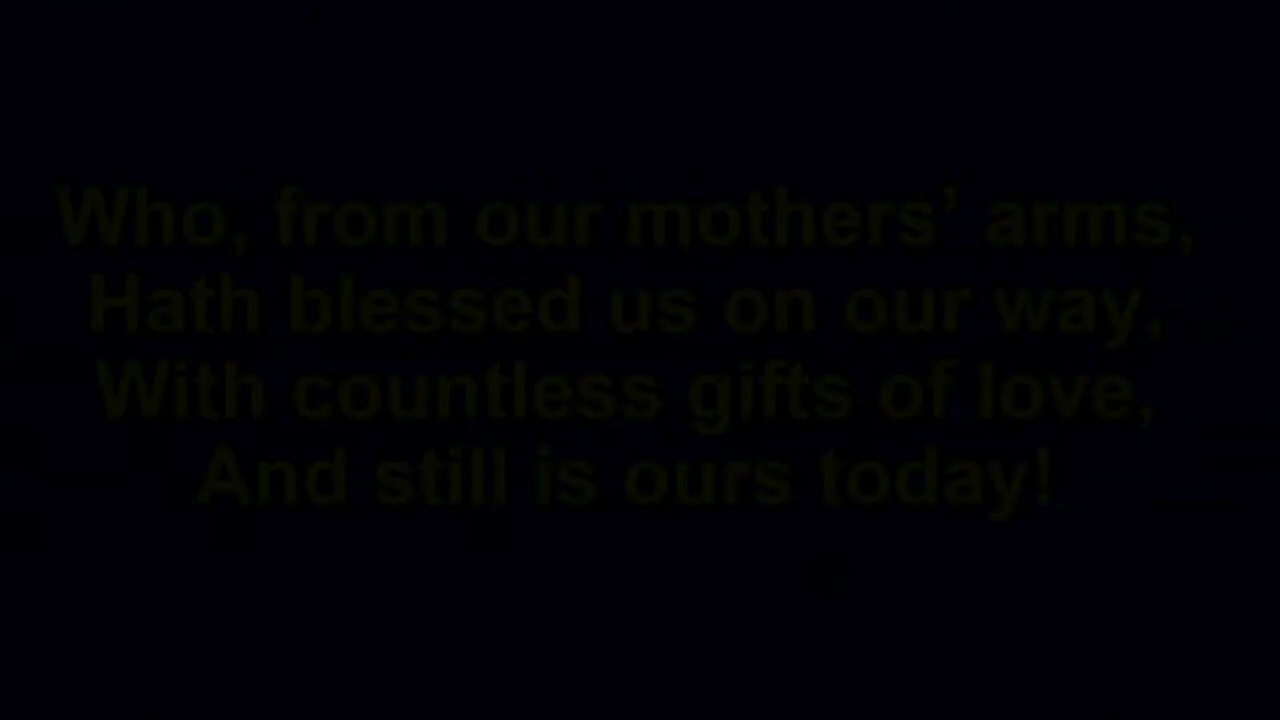 Who, from our mothers’ arms,
Hath blessed us on our way,
With countless gifts of love,
And still is ours today!